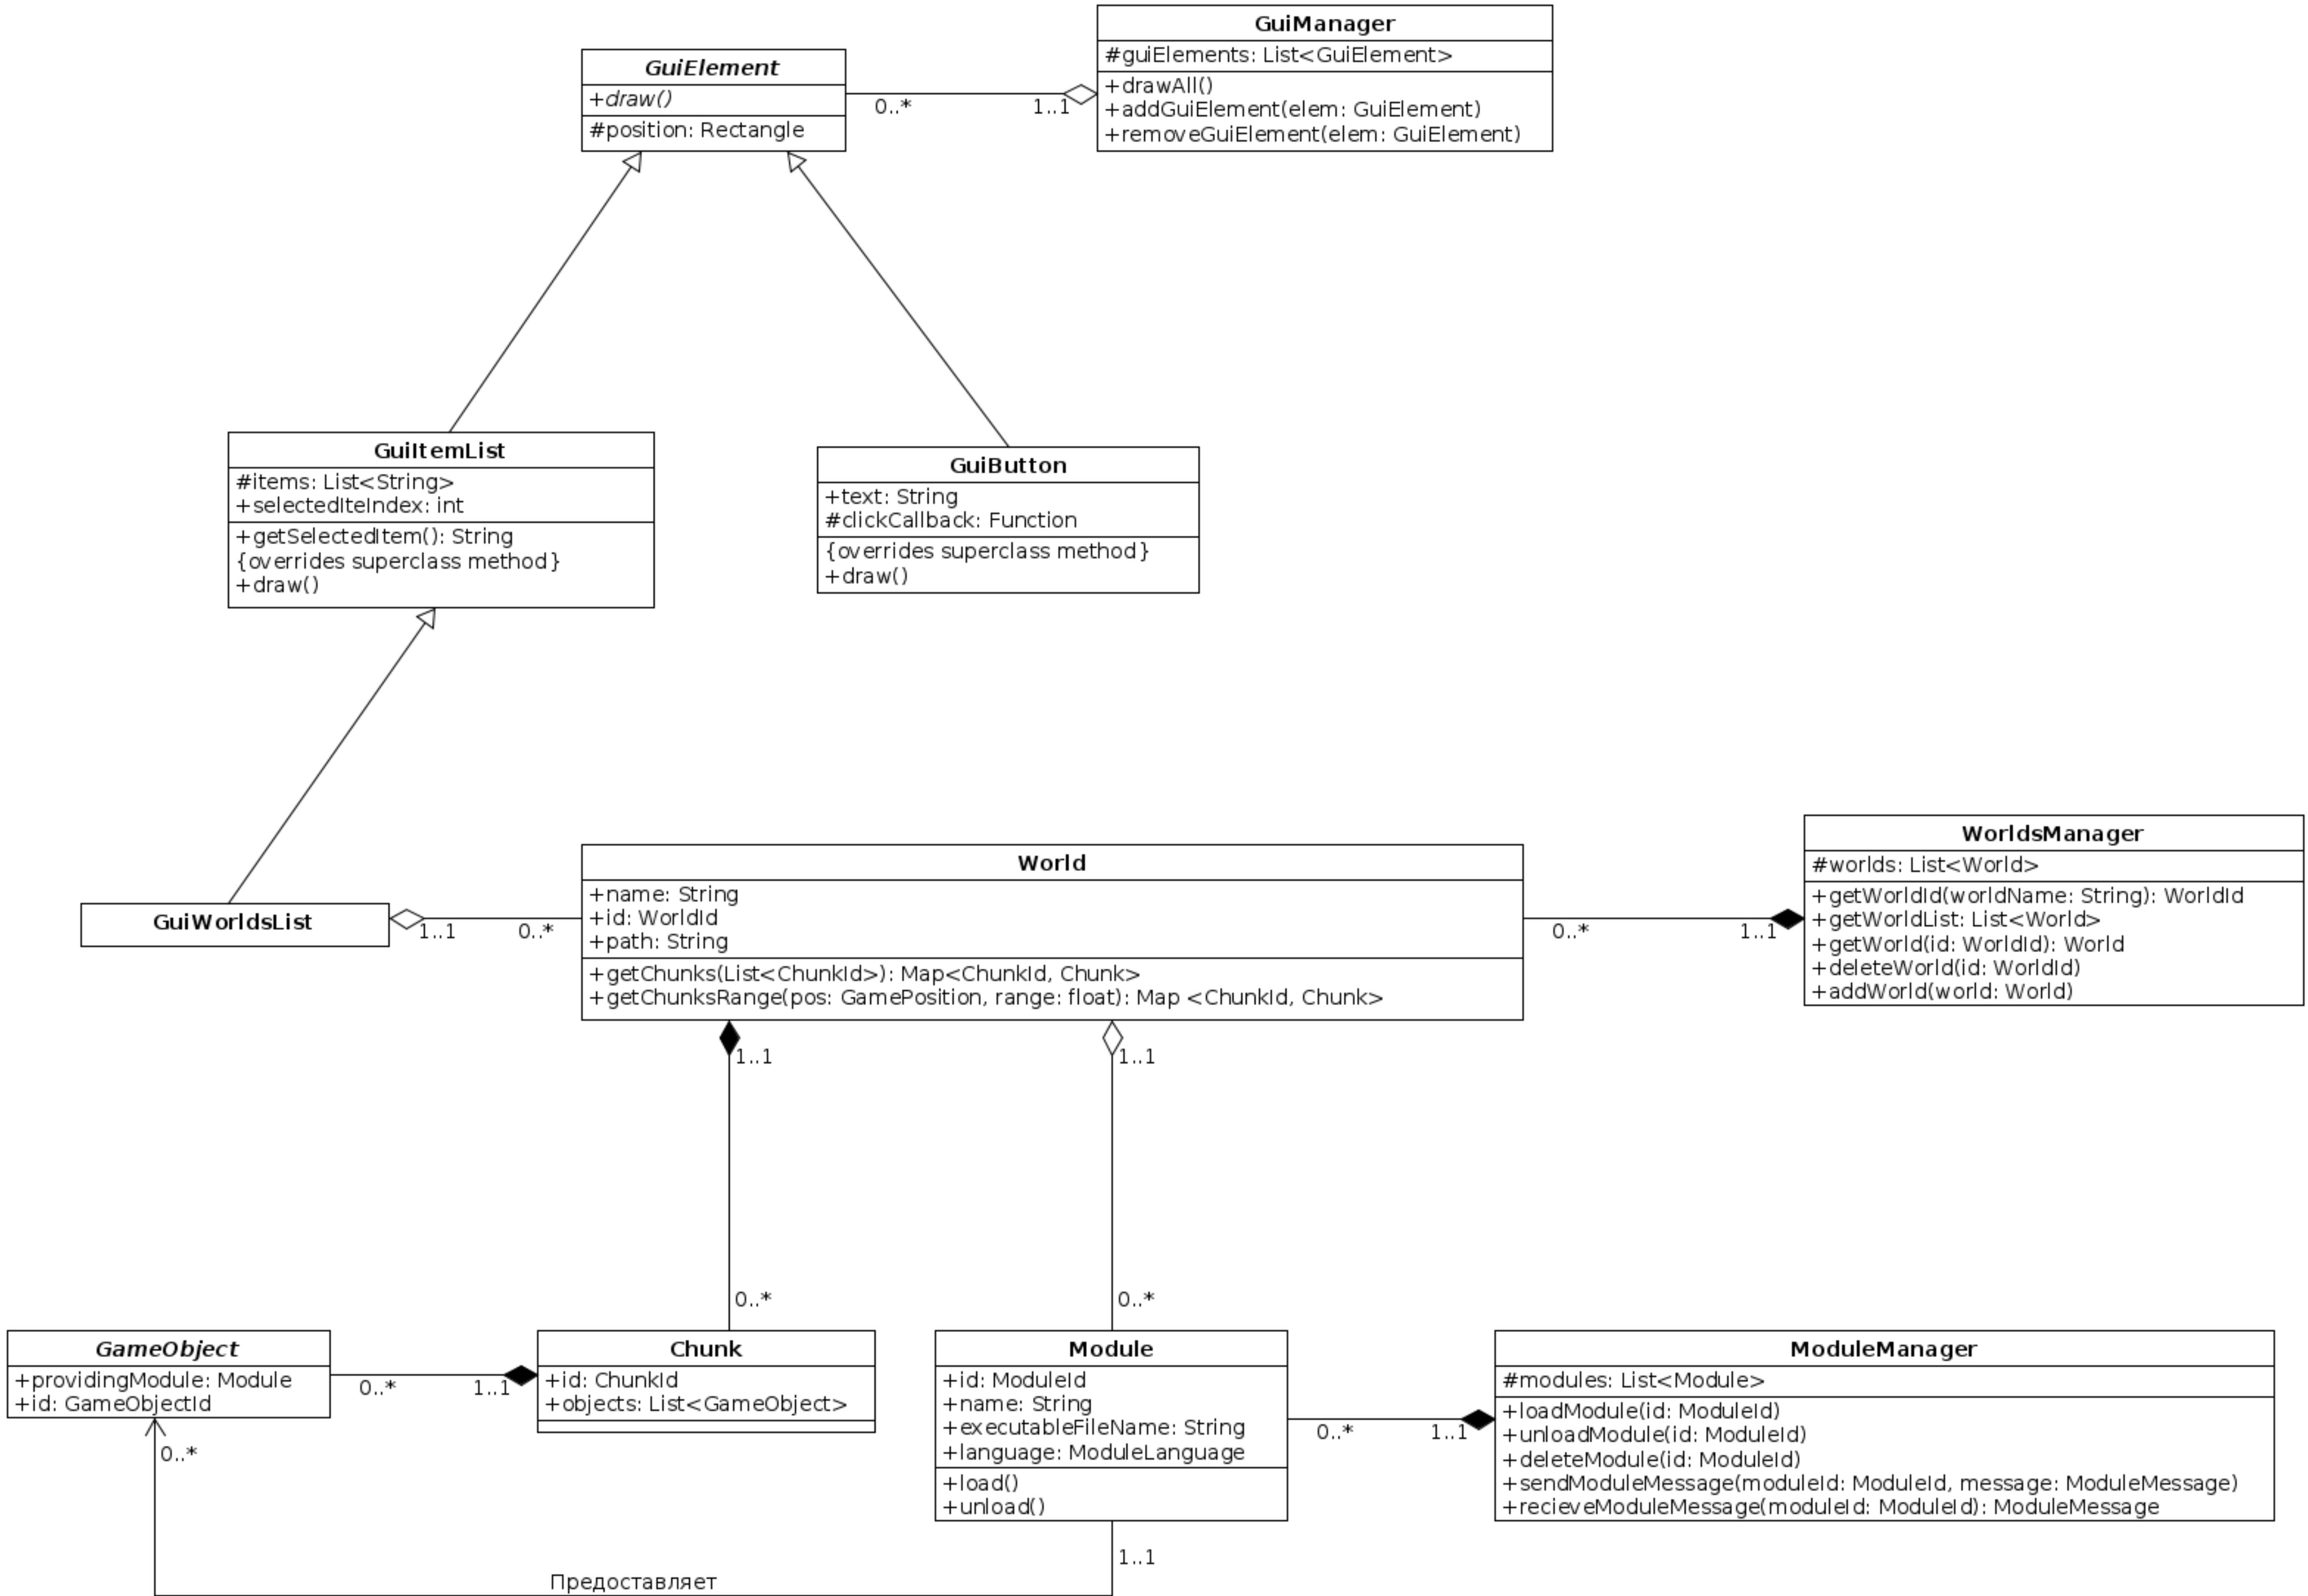 GuiManager
#guiElements: List<GuiElement>
+drawAll()
+addGuiElement(elem: GuiElement)
+removeGuiElement(elem: GuiElement)
GuiElement
+draw()
#position: Rectangle
0..*
1..1
GuiItemList
#items: List<String>
+selectedIteIndex: int
+getSelectedItem(): String
{overrides superclass method}
+draw()
GuiButton
+text: String
#clickCallback: Function
{overrides superclass method}
+draw()
GuiWorldsList
1..1
0..*
World
+name: String
+id: WorldId
+path: String
+getChunks(List<ChunkId>): Map<ChunkId, Chunk>
+getChunksRange(pos: GamePosition, range: float): Map <ChunkId, Chunk>
0..*
1..1
WorldsManager
#worlds: List<World>
+getWorldId(worldName: String): WorldId
+getWorldList: List<World>
+getWorld(id: WorldId): World
+deleteWorld(id: WorldId)
+addWorld(world: World)
1..1
1..1
0..*
0..*
GameObject
+providingModule: Module
+id: GameObjectId
0..*
1..1
Chunk
+id: ChunkId
+objects: List<GameObject>
Module
+id: ModuleId
+name: String
+executableFileName: String
+language: ModuleLanguage
+load()
+unload()
0..*
1..1
ModuleManager
#modules: List<Module>
+loadModule(id: ModuleId)
+unloadModule(id: ModuleId)
+deleteModule(id: ModuleId)
+sendModuleMessage(moduleId: ModuleId, message: ModuleMessage)
+recieveModuleMessage(moduleId: ModuleId): ModuleMessage
0..*
1..1
Предоставляет